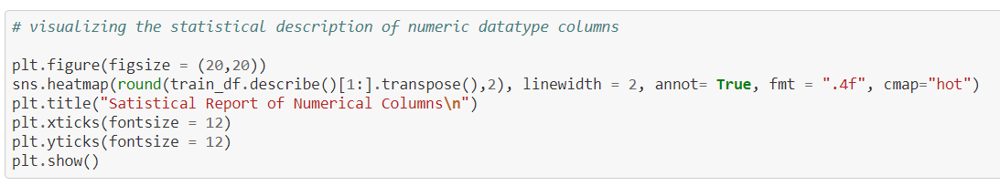 # visualizing the statistical description of numeric datatype columns
plt.figure(figsize = (20,20))
sns.heatmap(round(train_df.describe()[1:].transpose(),2), linewidth = 2, annot= True, fmt = ".4f", cmap="hot")
plt.title("Satistical Report of Numerical Columns\n")
plt.xticks(fontsize = 12)
plt.yticks(fontsize = 12)
plt.show()